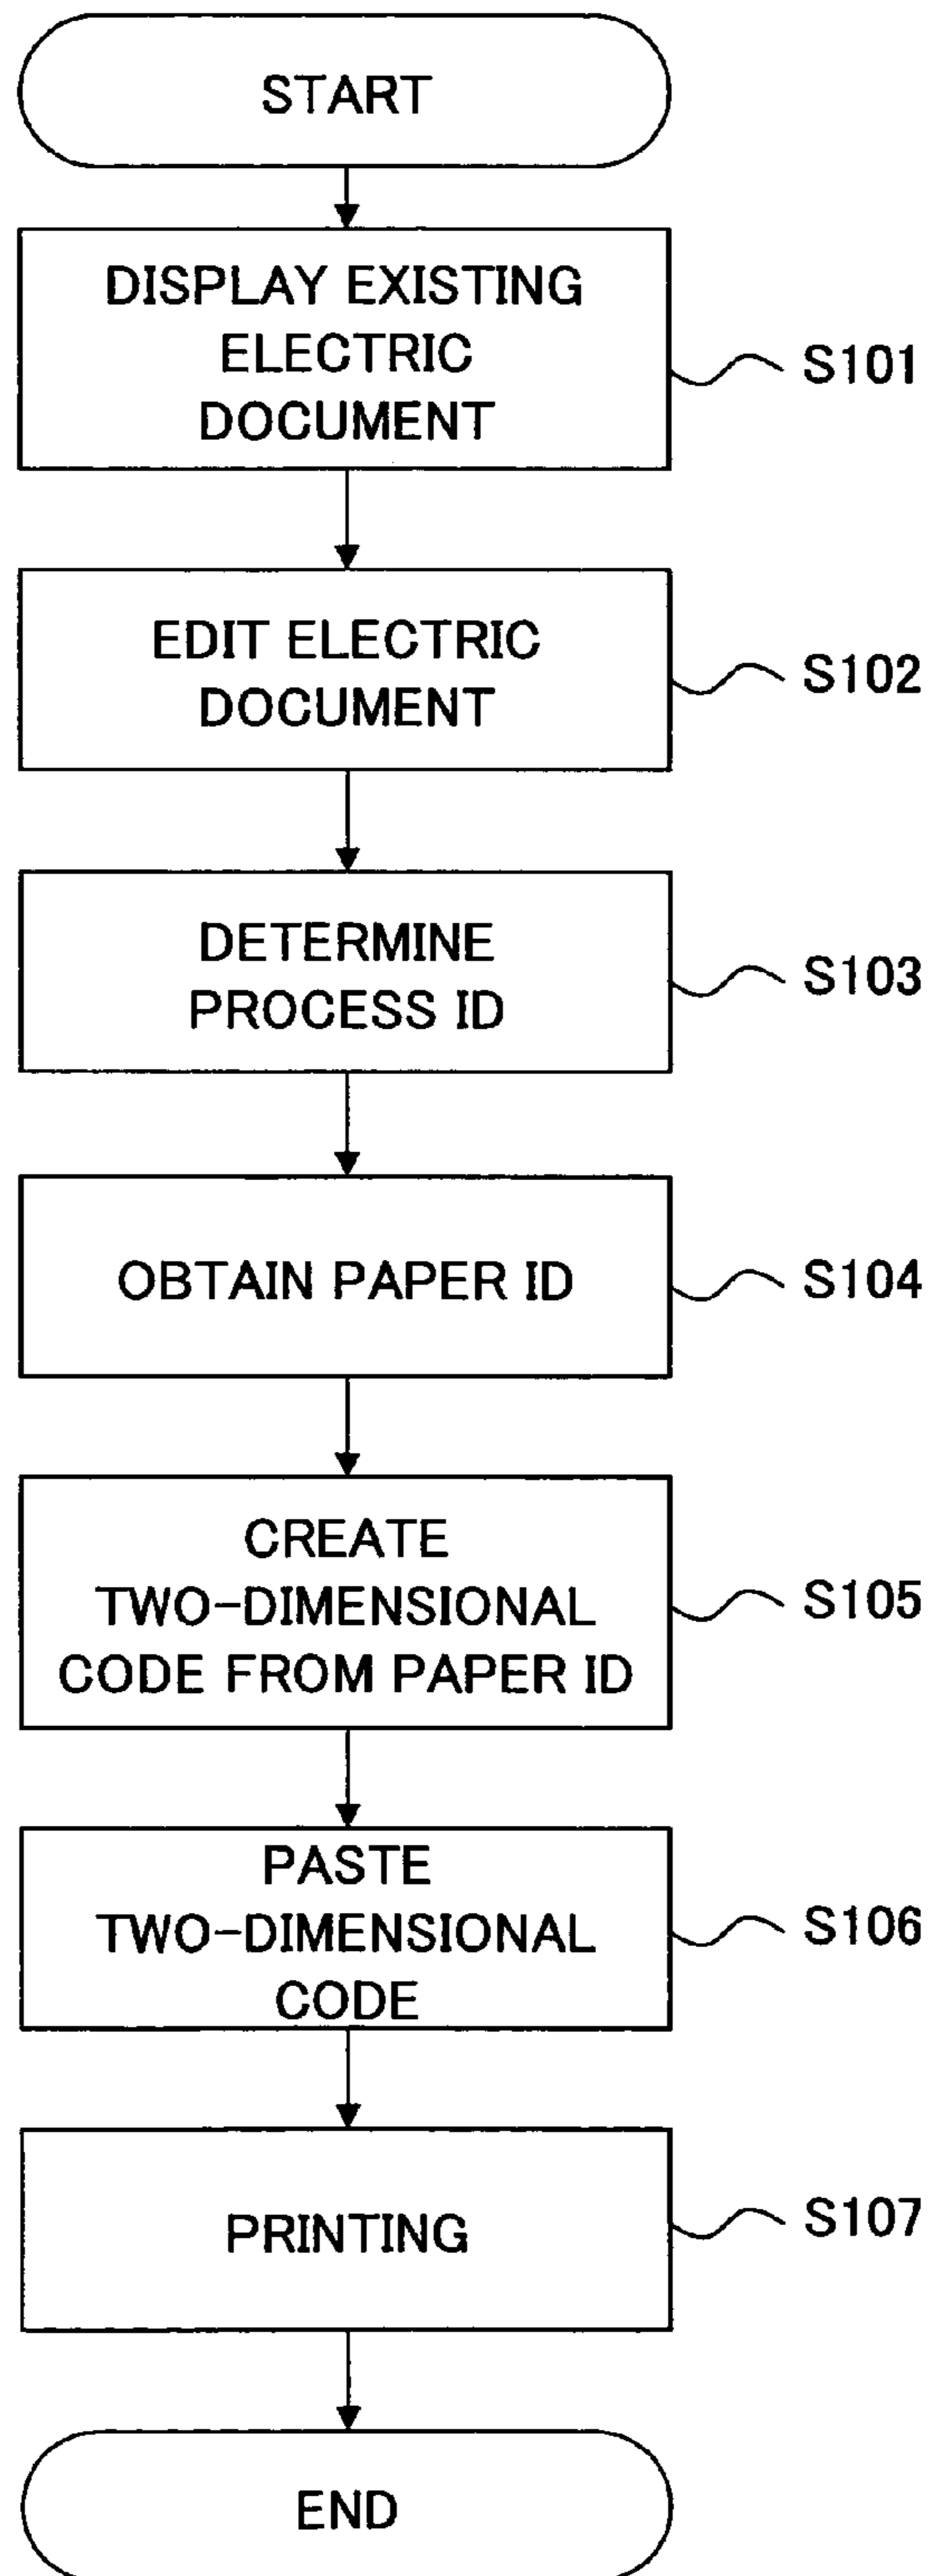 START
DISPLAY EXISTING
ELECTRIC
DOCUMENT
S101
EDIT ELECTRIC
DOCUMENT
S102
DETERMINE
PROCESS ID
S103
OBTAIN PAPER ID
S104
CREATE
TWO-DIMENSIONAL
CODE FROM PAPER ID
S105
PASTE
TWO-DIMENSIONAL
CODE
S106
PRINTING
S107
END